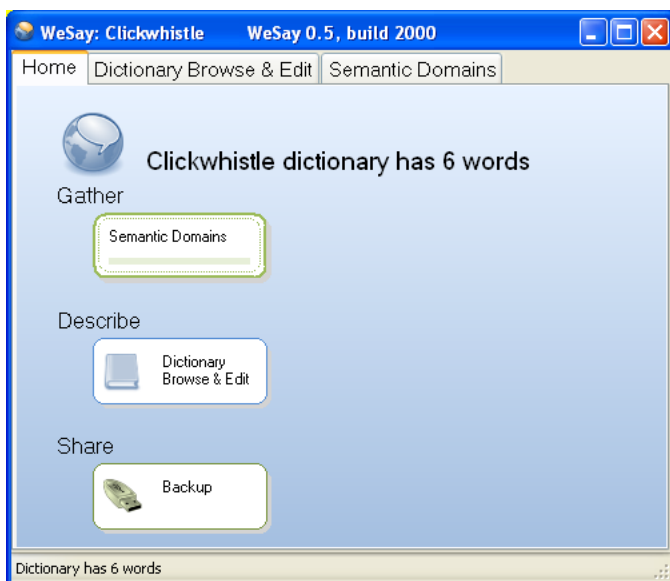 WeSay: Clickwhistle WeSay 0.5, build 2000
Home Dictionary Browse & Edit Semantic Domains
Clickwhistle dictionary has 6 words
Gather
Semantic Domains
Describe
Dictionary
Browse & Edit
Share
Backup
Dictionary has 6 words